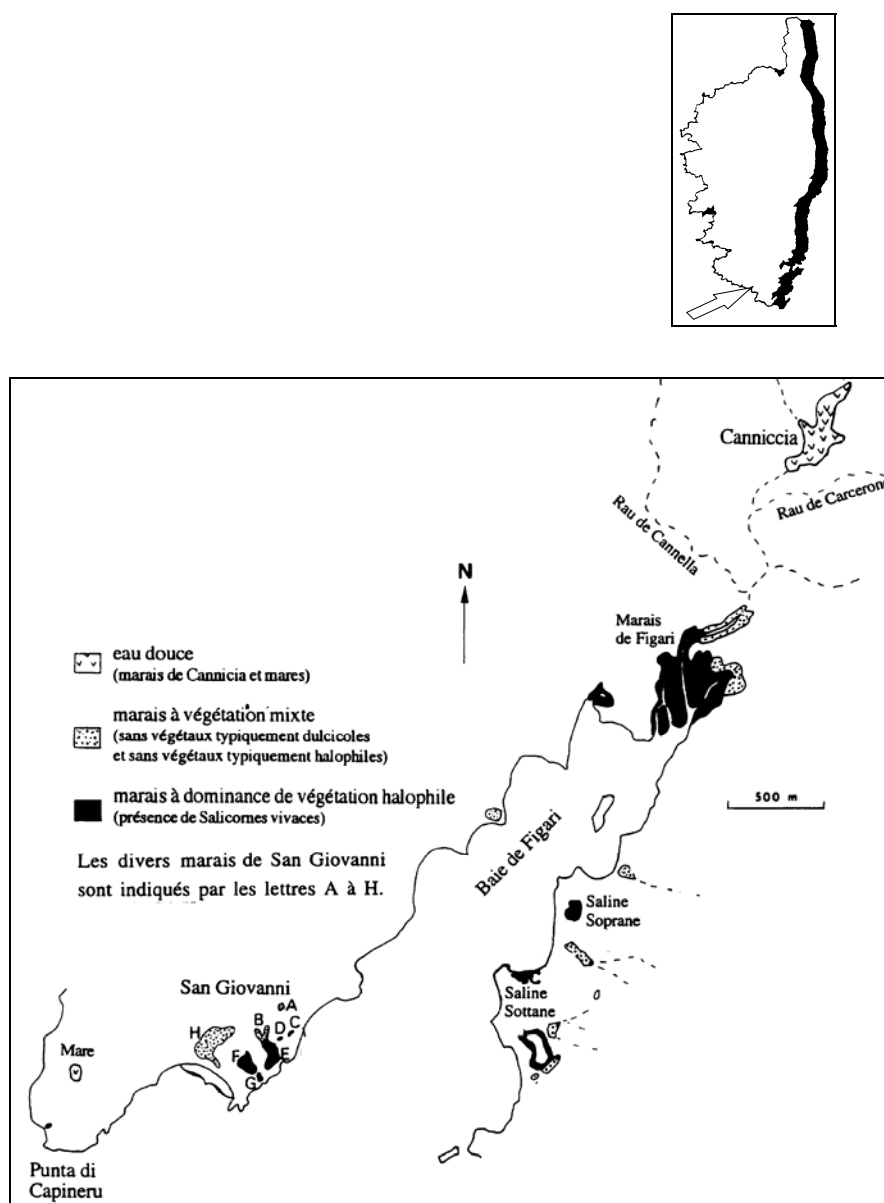 Canniccia
Rau de Carcerone
Rau de Cannella
N
Marais
de Figari
eau douce
(marais de Cannicia et mares)
marais à végétation mixte
(sans végétaux typiquement dulcicoles
et sans végétaux typiquement halophiles)
marais à dominance de végétation halophile
(présence de Salicornes vivaces)
500 m
Les divers marais de San Giovanni
sont indiqués par les lettres A à H.
Baie de Figari
Saline
Soprane
C
Saline
Sottane
San Giovanni
A
B
C
D
H
E
F
G
Mare
Punta di
Capineru